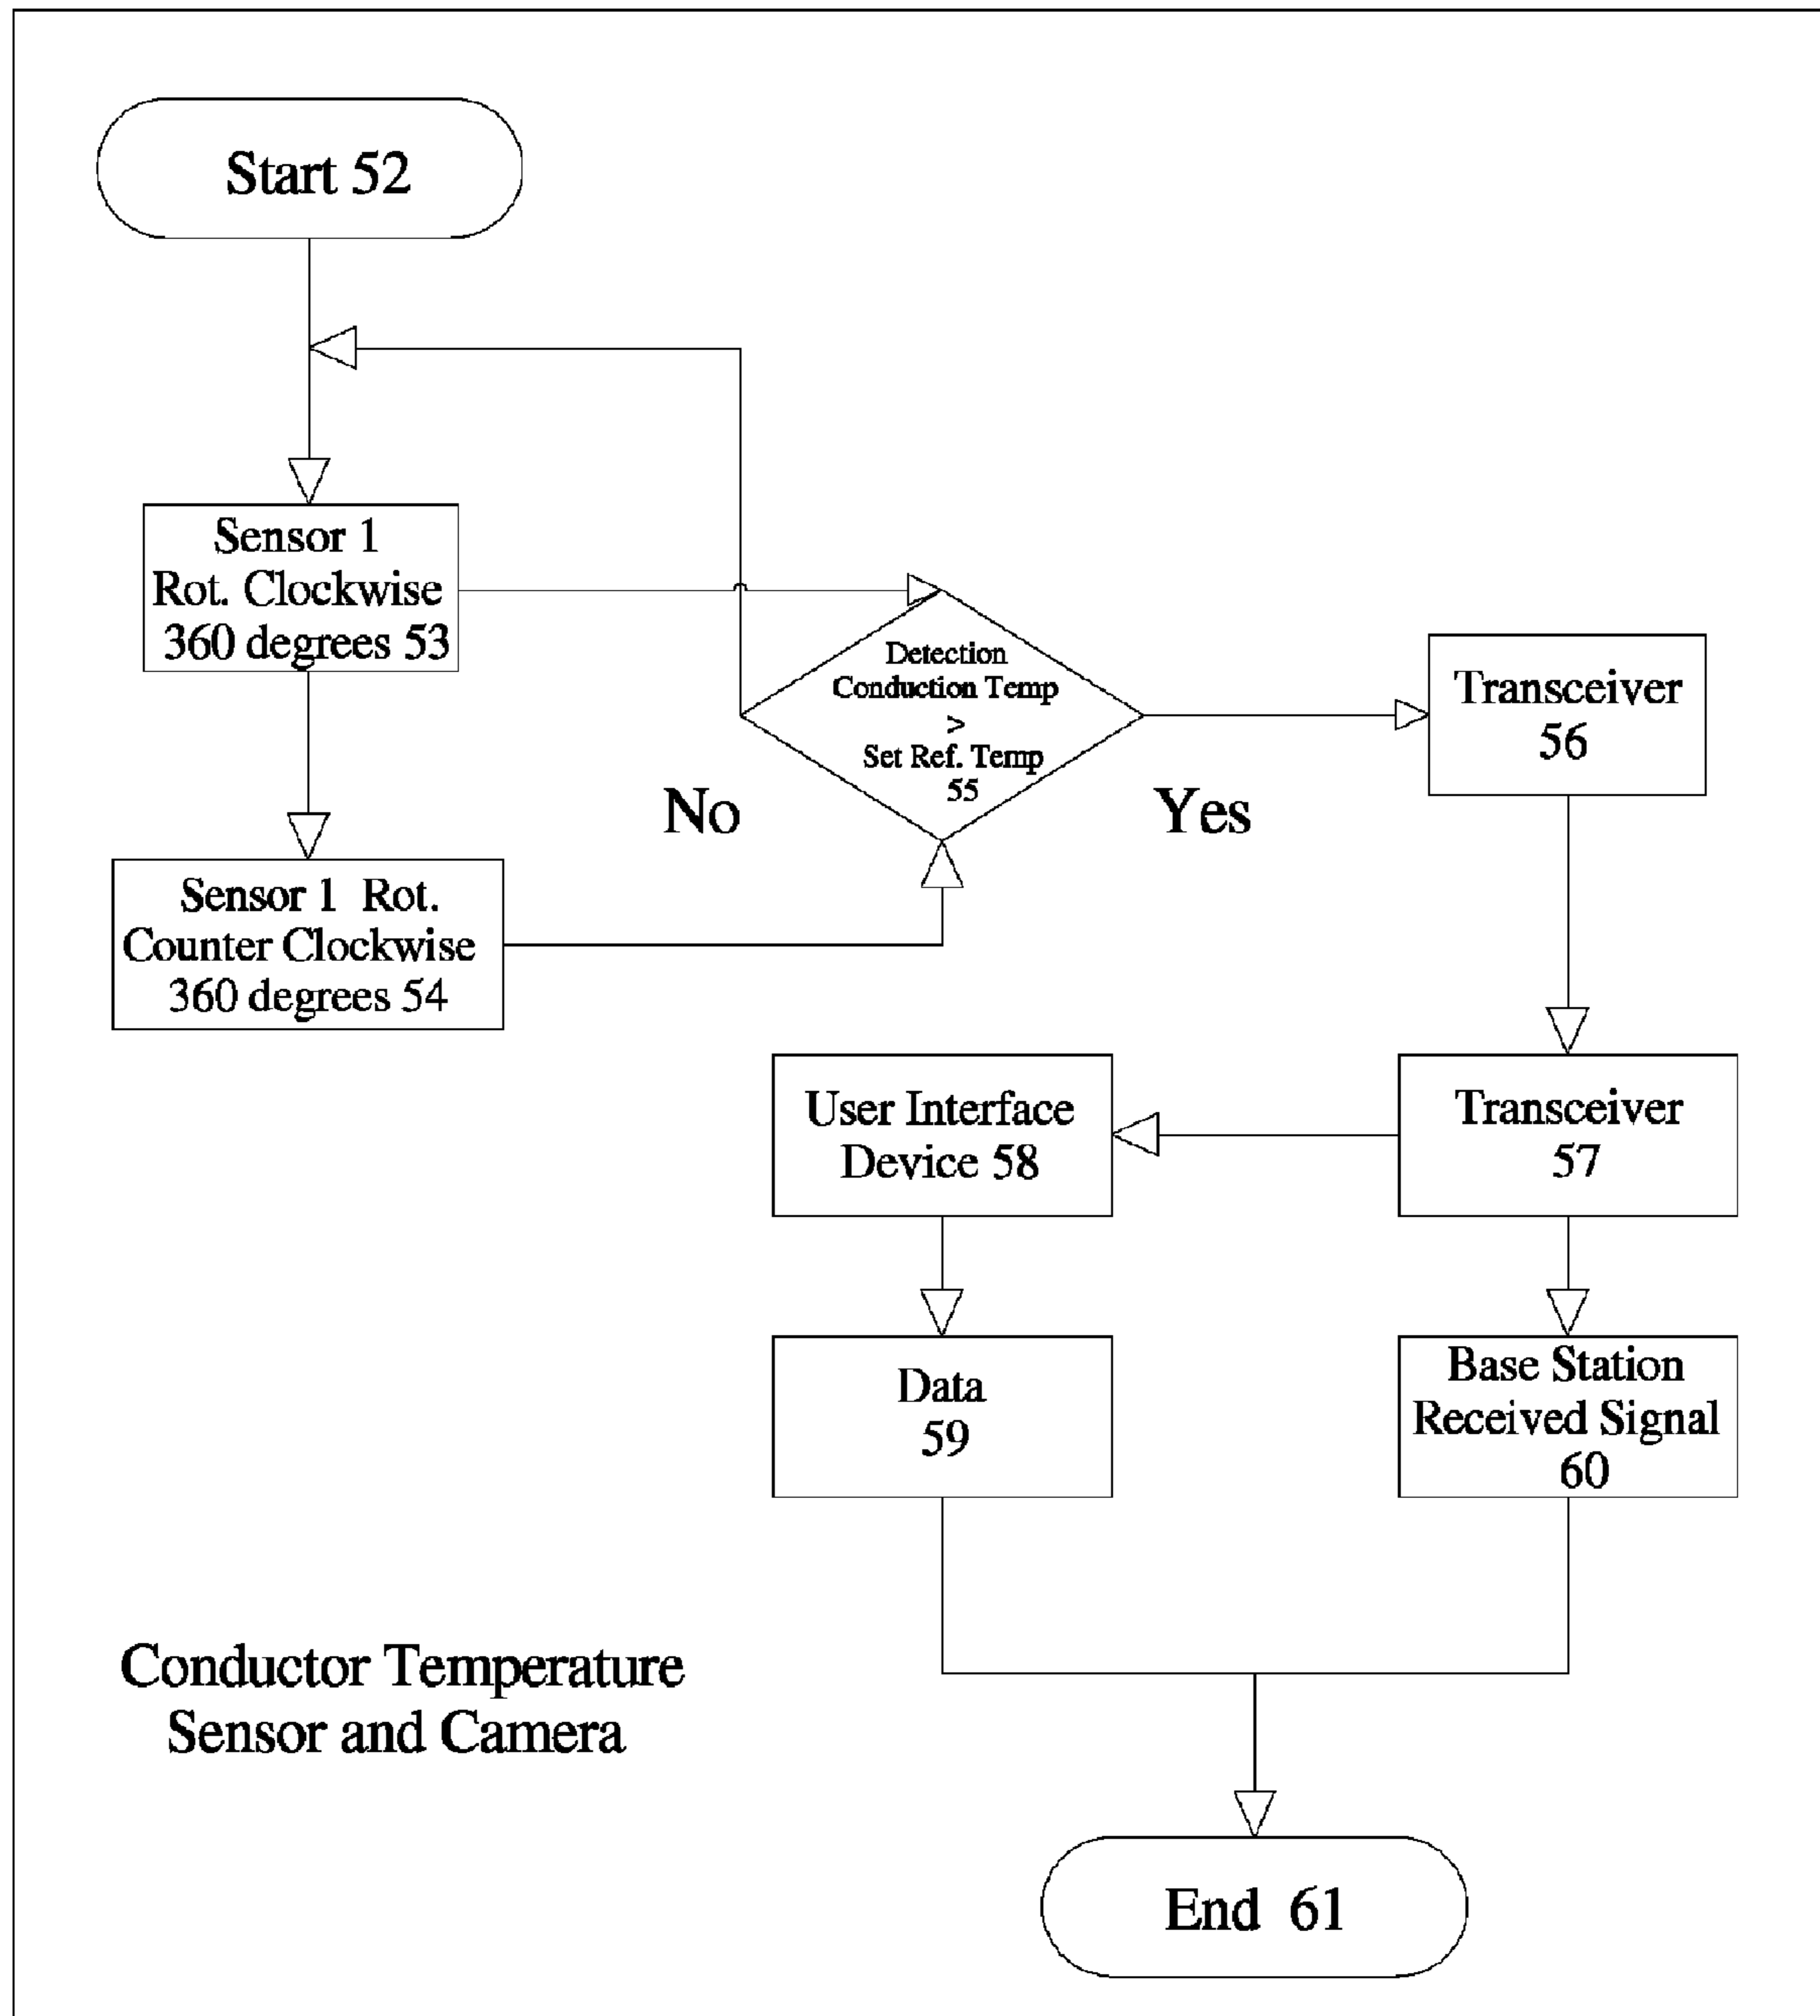 Start 52
Sensor 1
Rot. Clockwise
360 degrees 53
Detection
Conduction Temp
>
Set Ref. Temp
55
No
Yes
Transceiver
56
Sensor 1 Rot.
Counter Clockwise
360 degrees 54
User Interface
Device 58
Transceiver
57
Data
59
Base Station
Received Signal
60
Conductor Temperature
Sensor and Camera
End 61